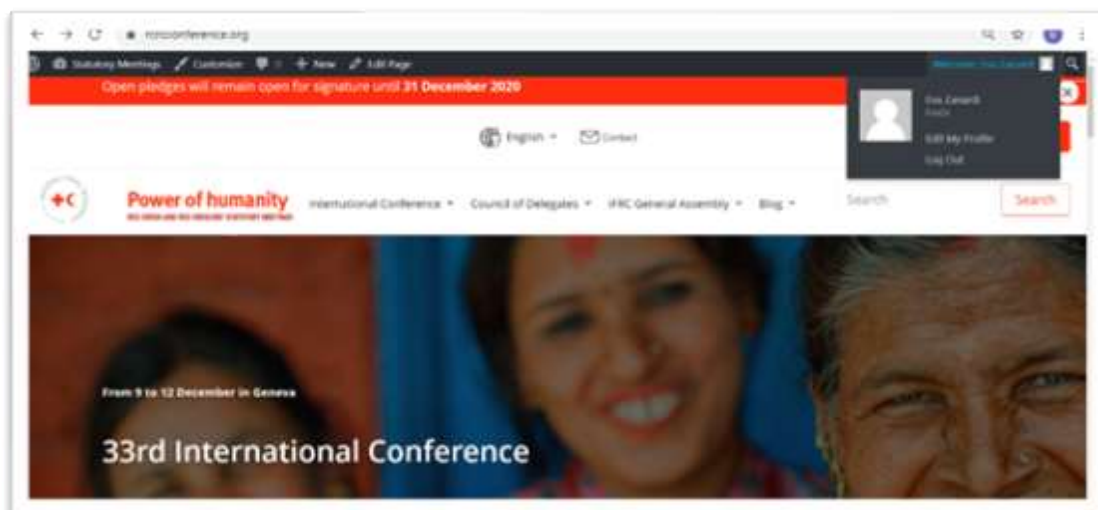 rcrcconference.org
Statutory Meetings Customize New Edit Page
Open pledges will remain open for signature until 31 December 2020
Edit My Profile
Log Out
English Contact
Power of humanity
International Conference Council of Delegates IFRC General Assembly Blog Search Search
From 9 to 12 December in Geneva
33rd International Conference